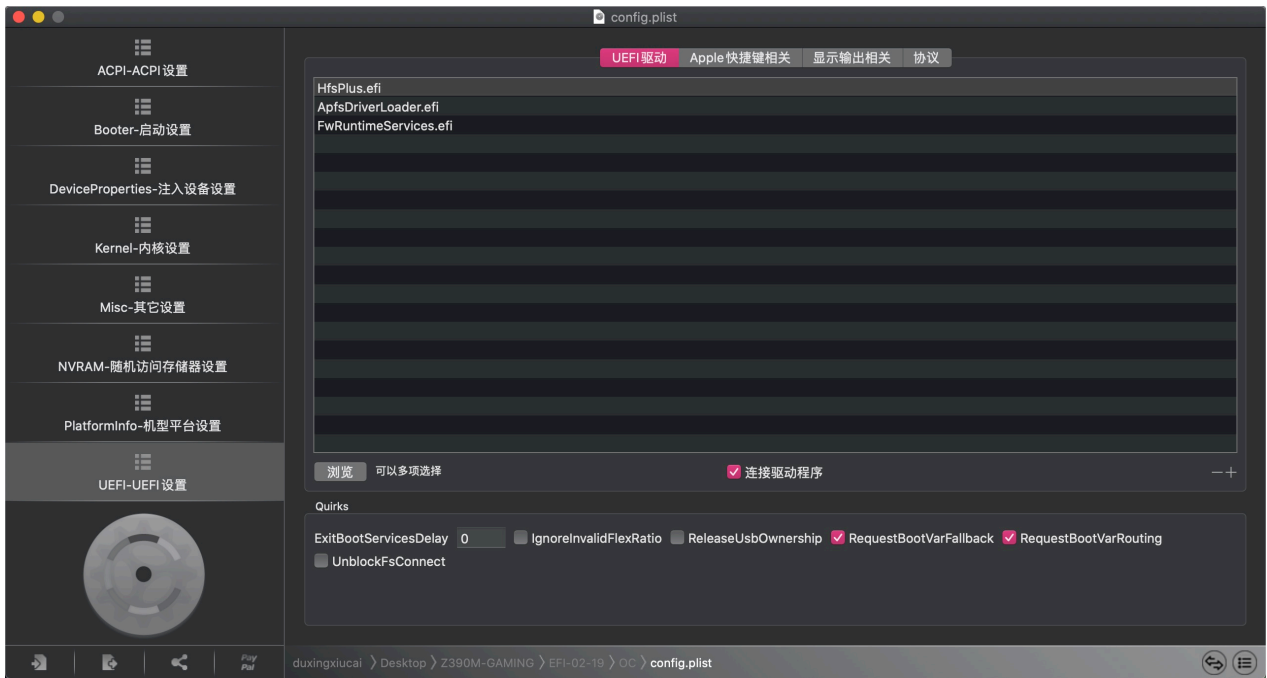 config.plist
ACPI-ACPI设置
Booter-启动设置
DeviceProperties-注入设备设置
Kernel-内核设置
Misc-其它设置
NVRAM-随机访问存储器设置
PlatformInfo-机型平台设置
UEFI-UEFI设置
UEFI驱动 Apple快捷键相关 显示输出相关 协议
HfsPlus.efi
ApfsDriverLoader.efi
FwRuntimeServices.efi
浏览 可以多项选择 连接驱动程序
Quirks
ExitBootServicesDelay 0 IgnoreInvalidFlexRatio ReleaseUsbOwnership RequestBootVarFallback RequestBootVarRouting
UnblockFsConnect
Pay
Pal
duxingxiucai 〉Desktop 〉Z390M-GAMING 〉EFI-02-19 〉OC 〉config.plist